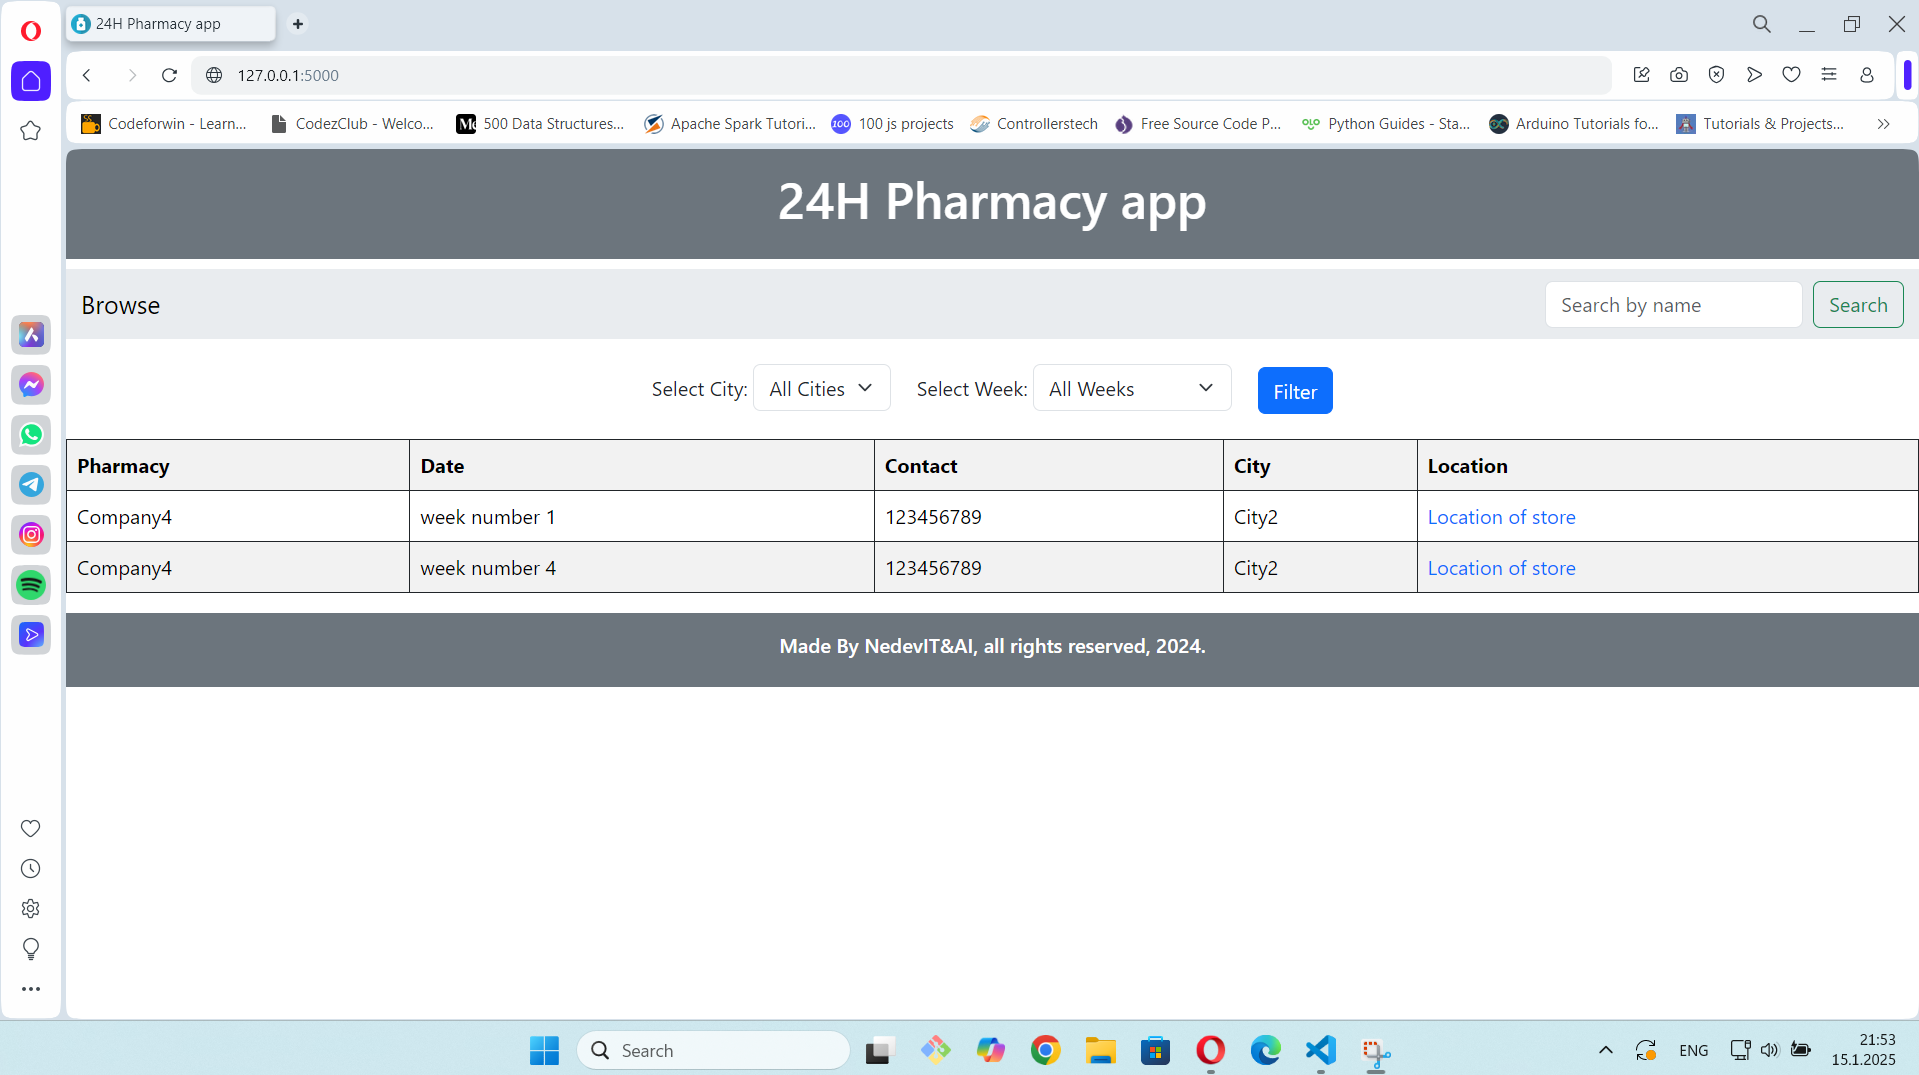 24H Pharmacy app
127.0.0.1:5000
Codeforwin - Learn...
CodezClub - Welco...
500 Data Structures...
Apache Spark Tutori...
100 js projects
Controllerstech
Free Source Code P...
Python Guides - Sta...
Arduino Tutorials fo...
Tutorials & Projects...
24H Pharmacy app
Browse
Search by name
Search
Select City: All Cities
Select Week: All Weeks
Filter
Pharmacy Date Contact City Location
Company4 week number 1 123456789 City2 Location of store
Company4 week number 4 123456789 City2 Location of store
Made By NedevIT&AI, all rights reserved, 2024.
Search
ENG
21:53
15.1.2025